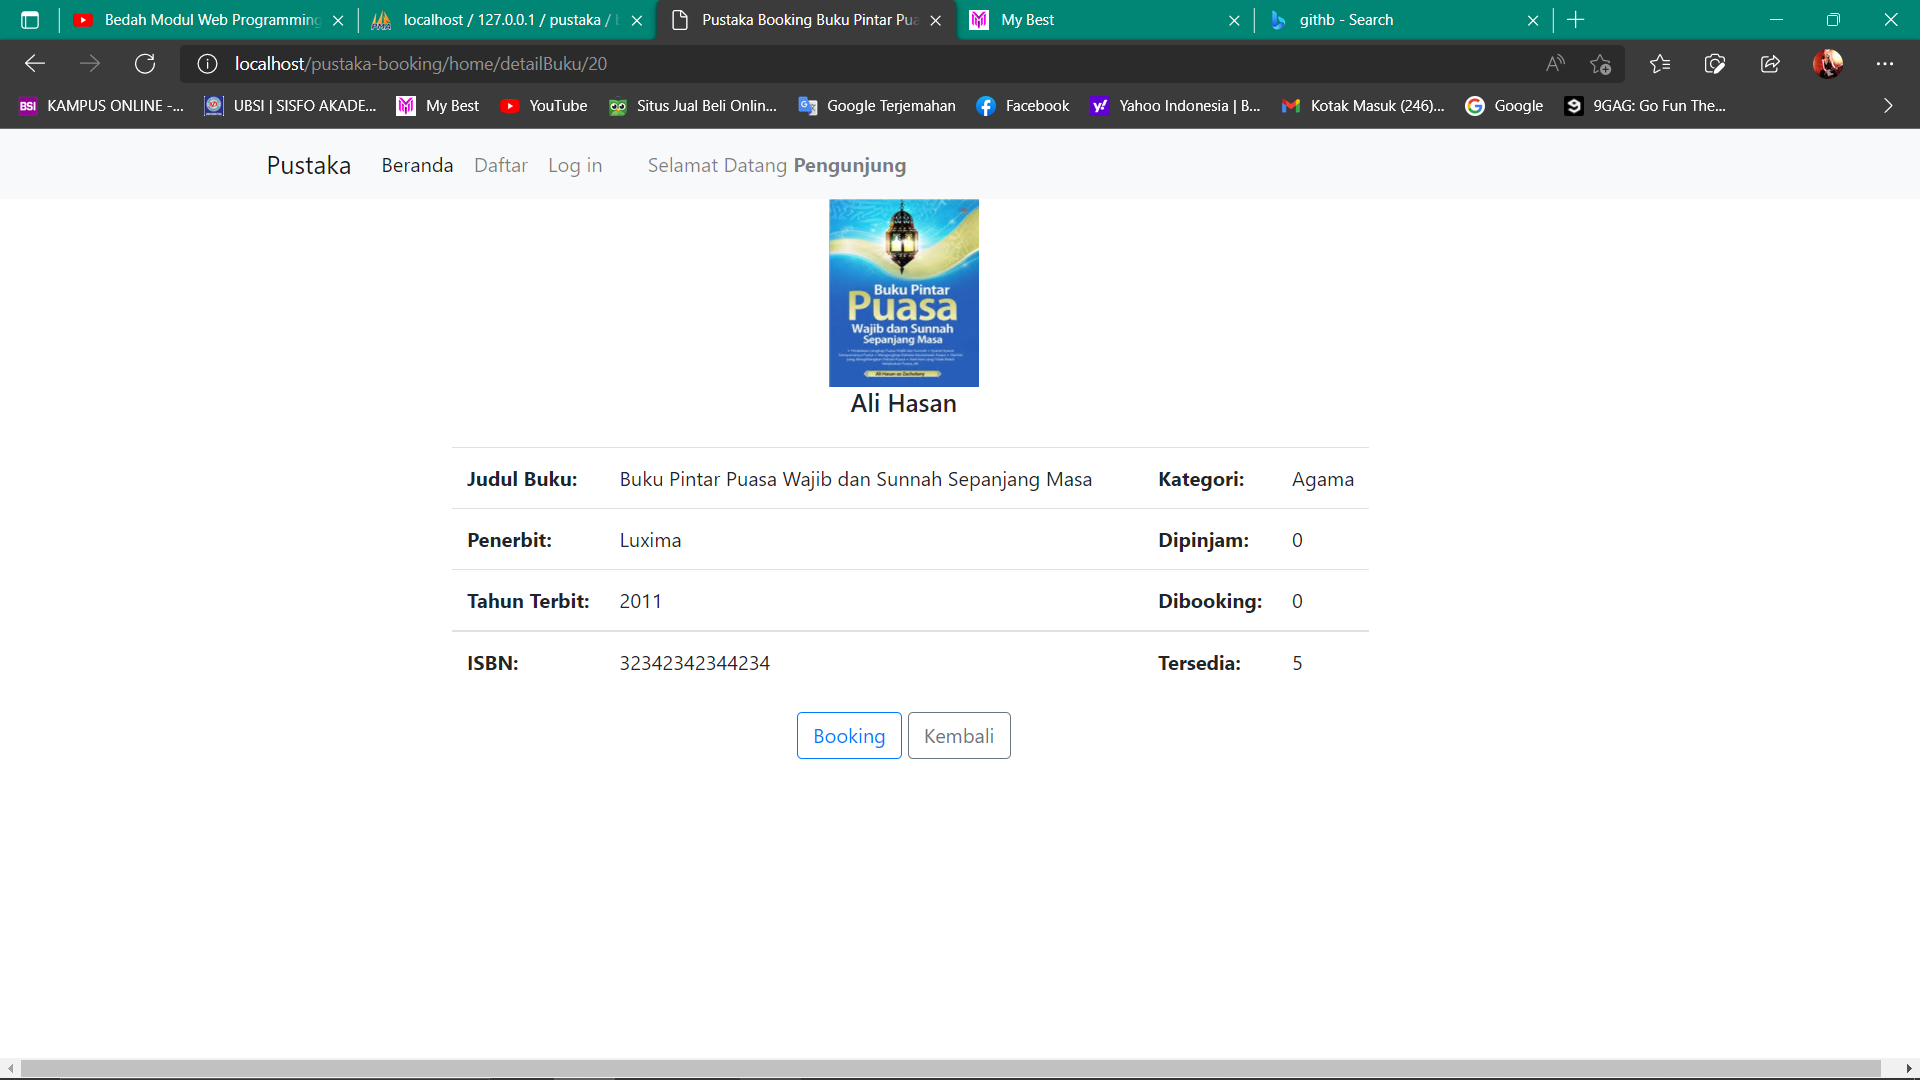 Bedah Modul Web Programming
localhost / 127.0.0.1 / pustaka /
Pustaka Booking Buku Pintar Pua
My Best
githb - Search
localhost/pustaka-booking/home/detailBuku/20
KAMPUS ONLINE -...
UBSI | SISFO AKADE...
My Best
YouTube
Situs Jual Beli Onlin...
Google Terjemahan
Facebook
Yahoo Indonesia | B...
Kotak Masuk (246)...
Google
9GAG: Go Fun The...
Pustaka Beranda Daftar Log in Selamat Datang Pengunjung
Buku Pintar
Puasa
Wajib dan Sunnah
Sepanjang Masa
Ali Hasan
Judul Buku: Buku Pintar Puasa Wajib dan Sunnah Sepanjang Masa Kategori: Agama
Penerbit: Luxima Dipinjam: 0
Tahun Terbit: 2011 Dibooking: 0
ISBN: 32342342344234 Tersedia: 5
Booking Kembali